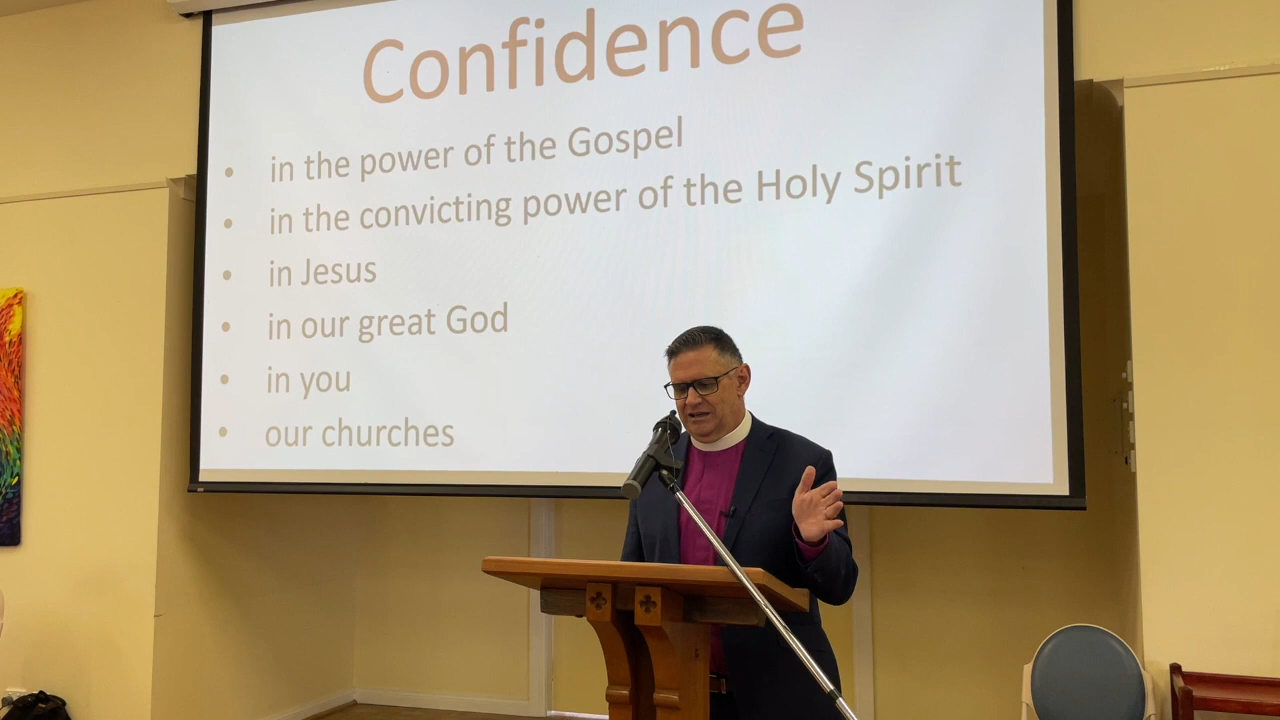 Confidence
• in the power of the Gospel
• in the convicting power of the Holy Spirit
• in Jesus
• in our great God
• in you
• our churches